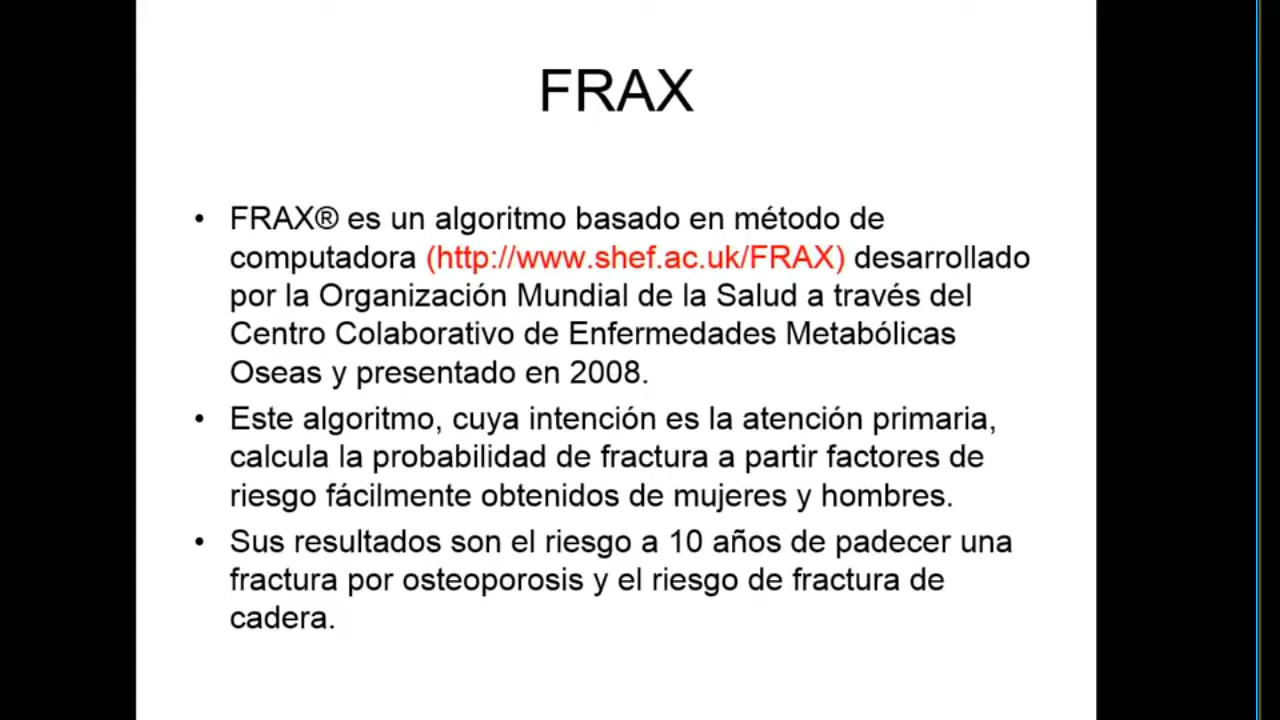 FRAX
• FRAX® es un algoritmo basado en método de
computadora (http://www.shef.ac.uk/FRAX) desarrollado
por la Organización Mundial de la Salud a través del
Centro Colaborativo de Enfermedades Metabólicas
Oseas y presentado en 2008.
• Este algoritmo, cuya intención es la atención primaria,
calcula la probabilidad de fractura a partir factores de
riesgo fácilmente obtenidos de mujeres y hombres.
• Sus resultados son el riesgo a 10 años de padecer una
fractura por osteoporosis y el riesgo de fractura de
cadera.